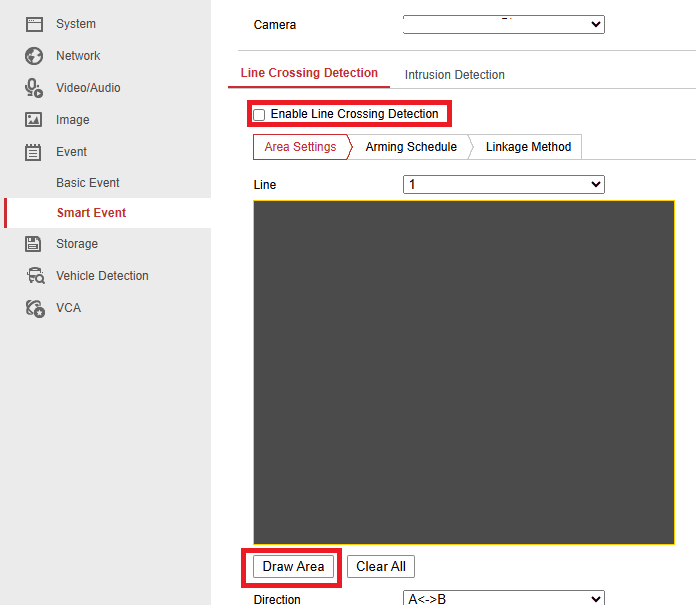 System
Network
Video/Audio
Image
Event
Basic Event
Smart Event
Storage
Vehicle Detection
VCA
Camera
Line Crossing Detection Intrusion Detection
Enable Line Crossing Detection
Area Settings Arming Schedule Linkage Method
Line 1
Draw Area Clear All
Direction A<->B